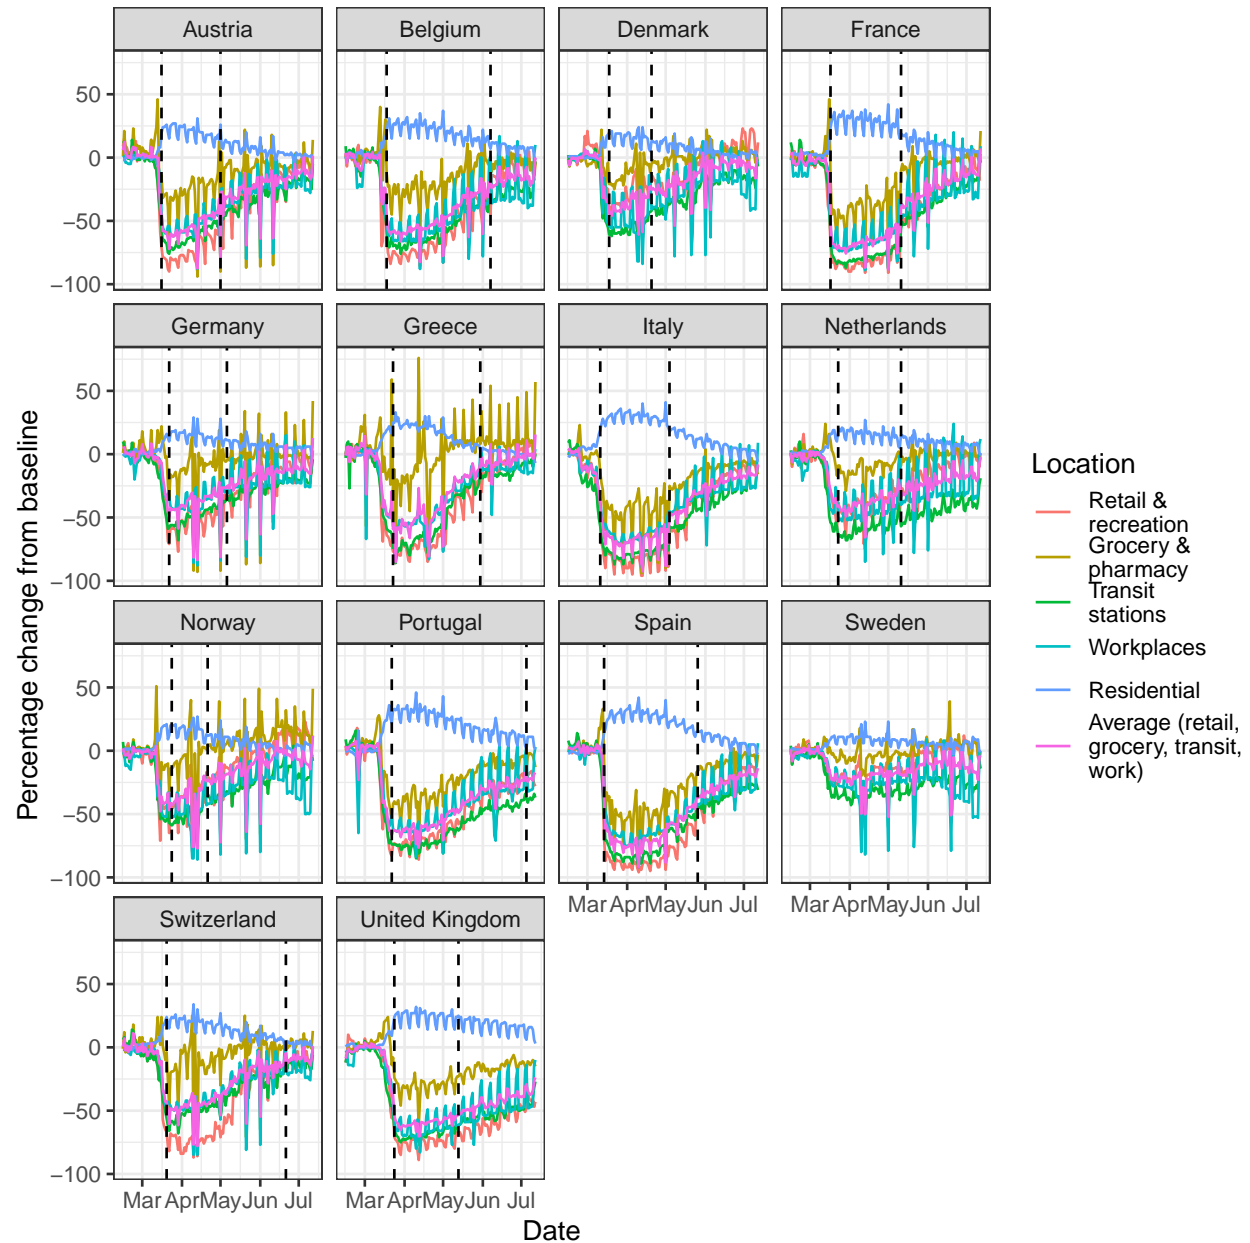 Austria Belgium Denmark France
50
0
−50
−100
Germany Greece Italy Netherlands
50
0
−50
−100
Norway Portugal Spain Sweden
50
0
−50
−100
Mar Apr May Jun Jul Mar Apr May Jun Jul
Switzerland United Kingdom
50
0
−50
−100
Mar Apr May Jun Jul Mar Apr May Jun Jul
Date
Percentage change from baseline
Location
Retail &
recreation
Grocery &
pharmacy
Transit
stations
Workplaces
Residential
Average (retail,
grocery, transit,
work)